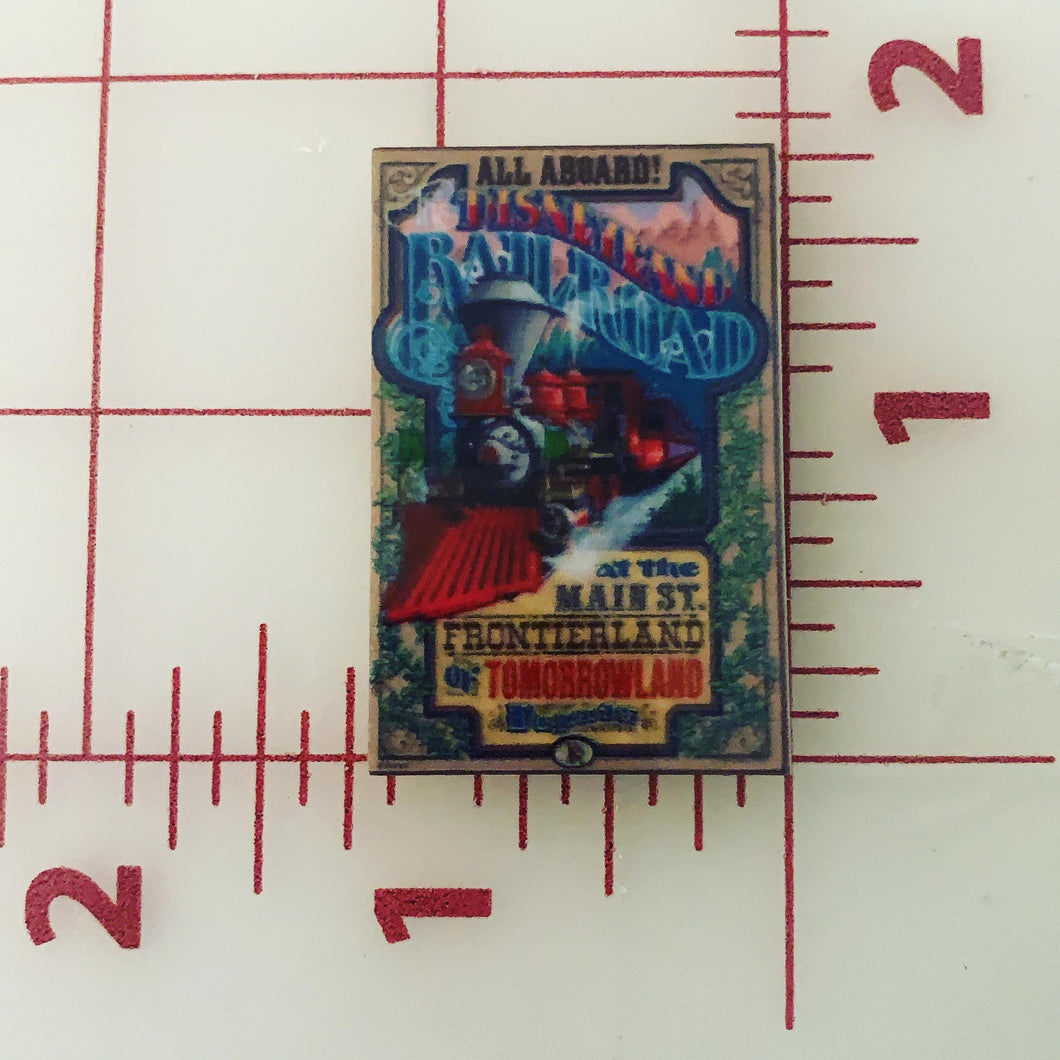 2
ALL ABOARD!
DISNEYLAND
RAILROAD
1
at the
MAIN ST.
FRONTIERLAND
or TOMORROWLAND
2
1